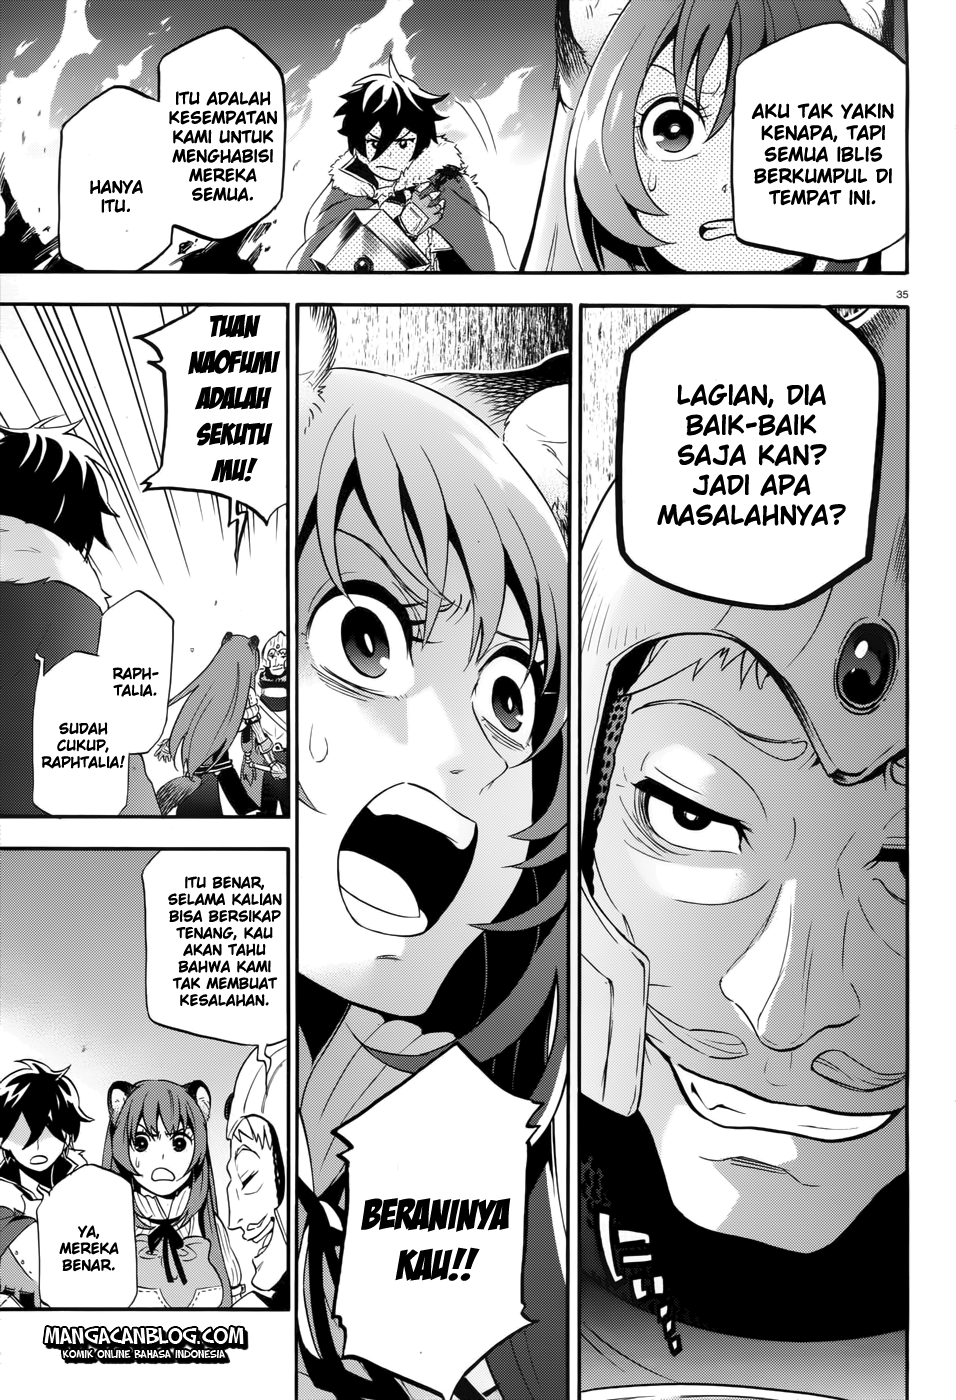 AKU TAK YAKIN
KENAPA, TAPI
SEMUA IBLIS
BERKUMPUL DI
TEMPAT INI.
ITU ADALAH
KESEMPATAN
KAMI UNTUK
MENGHABISI
MEREKA
SEMUA.
HANYA
ITU.
35
LAGIAN, DIA
BAIK-BAIK
SAJA KAN?
JADI APA
MASALAHNYA?
BERANINYA
KAU!!
TUAN
NAOFUMI
ADALAH
SEKUTU
MU!
RAPH-
TALIA.
SUDAH
CUKUP,
RAPHTALIA!
ITU BENAR,
SELAMA KALIAN
BISA BERSIKAP
TENANG, KAU
AKAN TAHU
BAHWA KAMI
TAK MEMBUAT
KESALAHAN.
YA,
MEREKA
BENAR.
MANGACANBLOG.COM
KOMIK ONLINE BAHASA INDONESIA